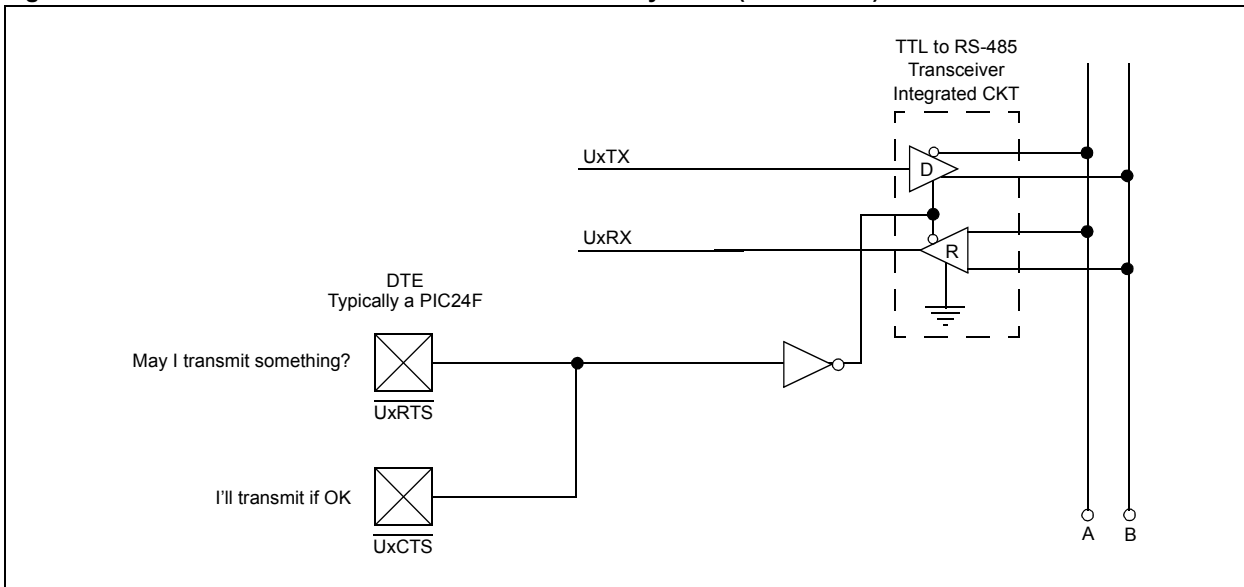 TTL to RS-485
Transceiver
Integrated CKT
UxTX
D
UxRX
R
DTE
Typically a PIC24F
May I transmit something?
UxRTS
I'll transmit if OK
UxCTS
A B